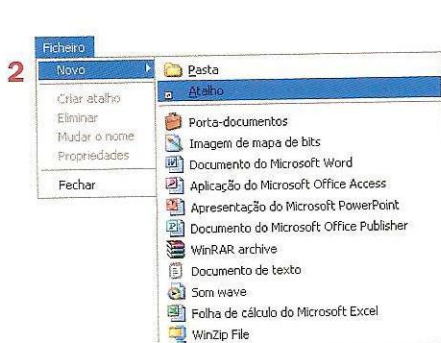 Ficheiro
2
Novo
Criar atalho
Eliminar
Mudar o nome
Propriedades
Fechar
Pasta
Atalho
Porta-documentos
Imagem de mapa de bits
Documento do Microsoft Word
Aplicação do Microsoft Office Access
Apresentação do Microsoft PowerPoint
Documento do Microsoft Office Publisher
WinRAR archive
Documento de texto
Som wave
Folha de cálculo do Microsoft Excel
WinZip File